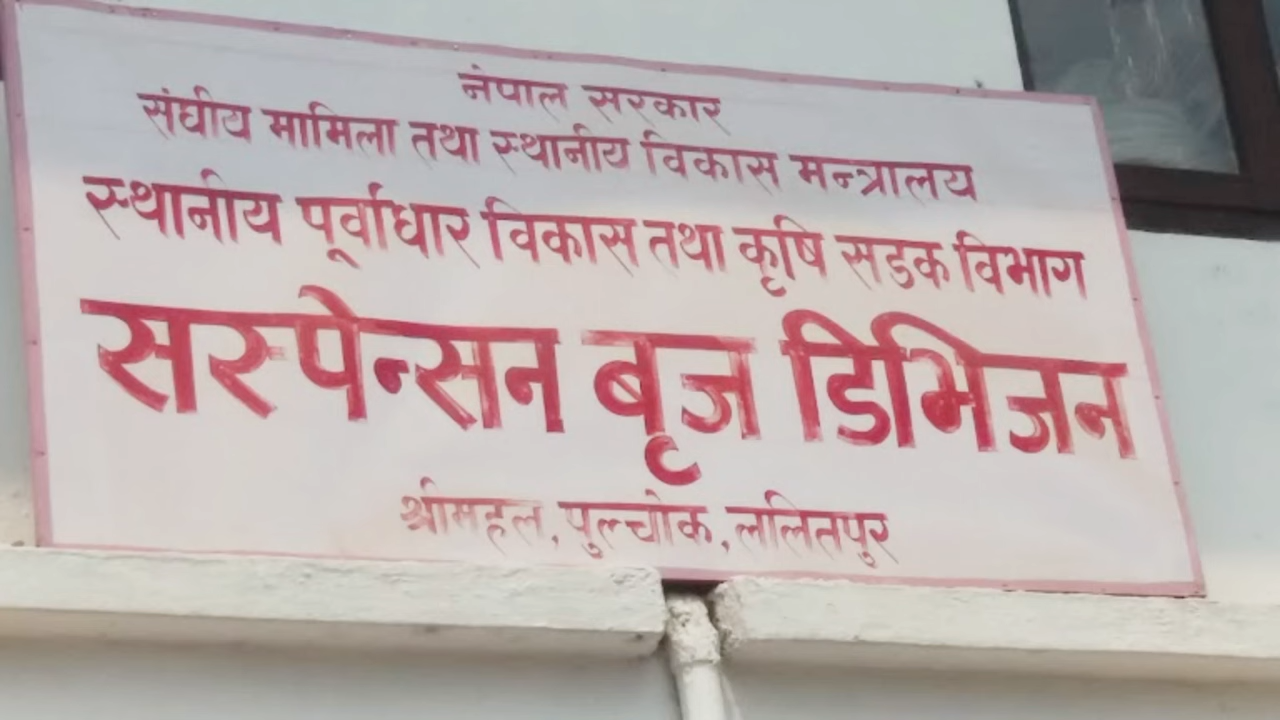 नेपाल सरकार
संघीय मामिला तथा स्थानीय विकास मन्त्रालय
स्थानीय पूर्वाधार विकास तथा कृषि सडक विभाग
सस्पेन्सन बृज डिभिजन
श्रीमहल, पुल्चोक, ललितपुर